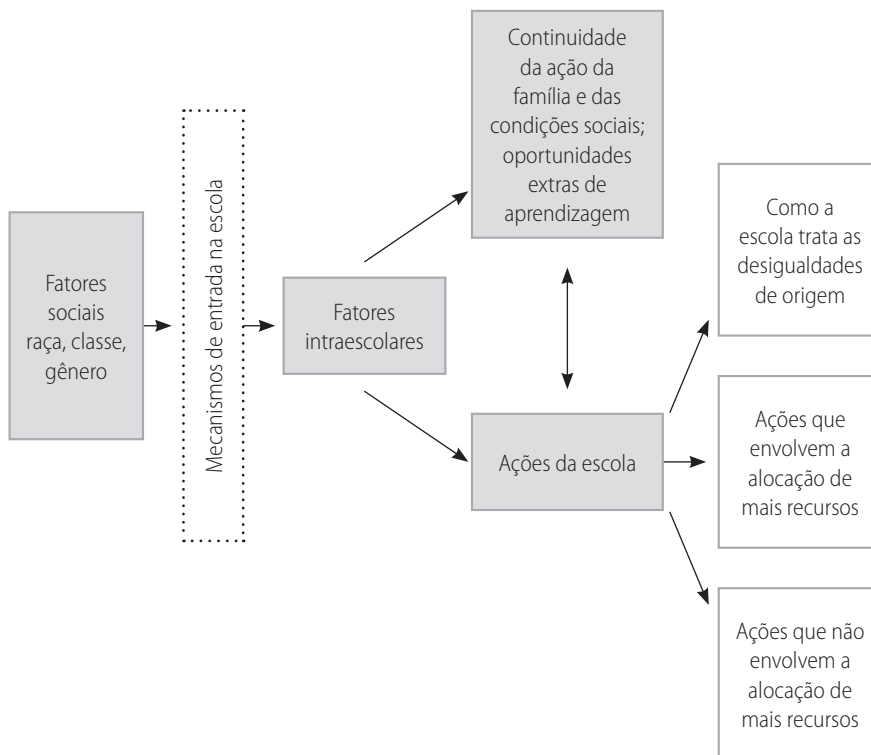 Fatores
sociais
raça, classe,
gênero
Mecanismos de entrada na escola
Fatores
intraescolares
Continuidade
da ação da
família e das
condições sociais;
oportunidades
extras de
aprendizagem
Ações da escola
Como a
escola trata as
desigualdades
de origem
Ações que
envolvem a
alocação de
mais recursos
Ações que não
envolvem a
alocação de
mais recursos